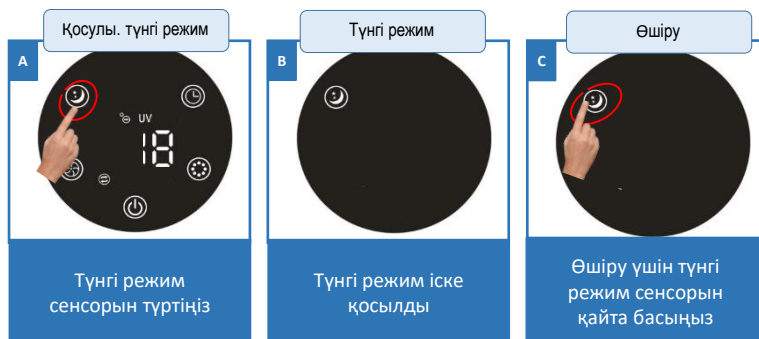 Қосулы. түнгі режим
Түнгі режим
Өшіру
A
B
C
UV
18
Түнгі режим
сенсорын түртіңіз
Түнгі режим іске
қосылды
Өшіру үшін түнгі
режим сенсорын
қайта басыңыз